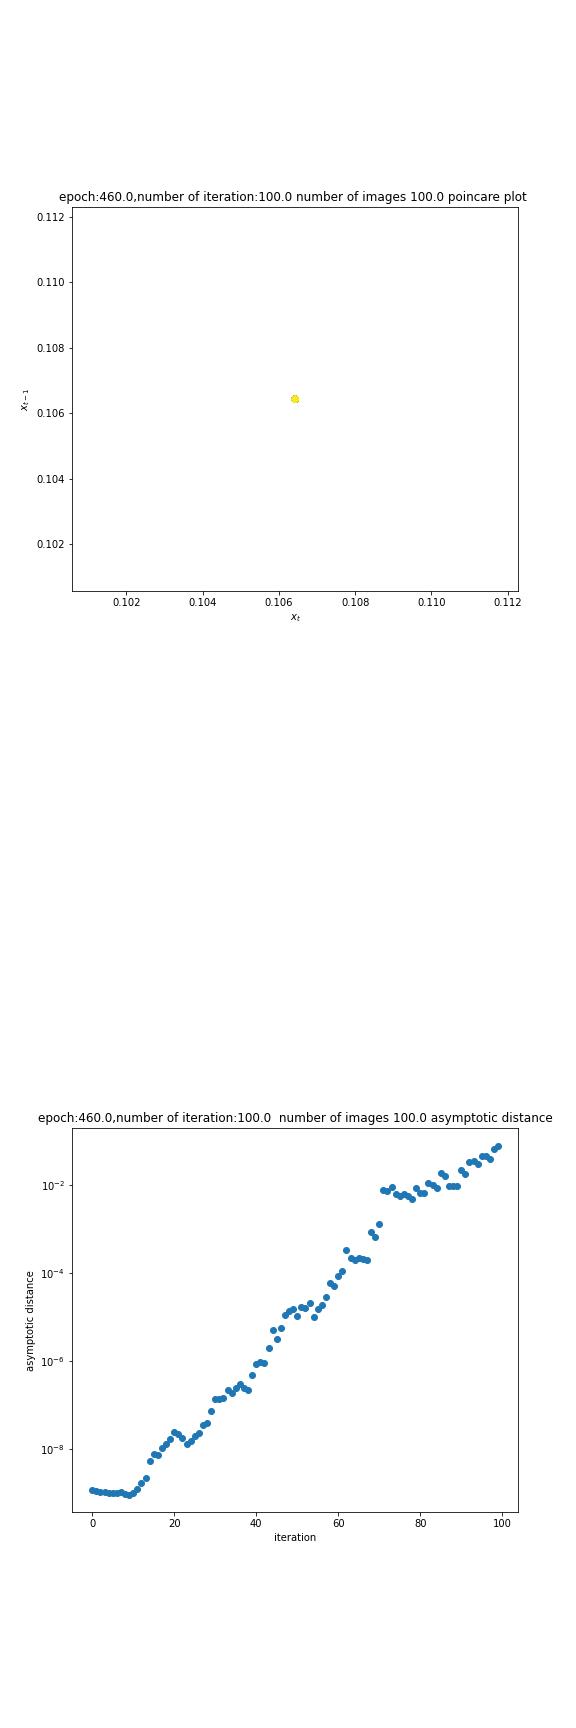 epoch:460.0,number of iteration:100.0 number of images 100.0 poincare plot
0.112
0.110
0.108
0.106
0.104
0.102
x_{t-1}
0.102 0.104 0.106 0.108 0.110 0.112
x_t
epoch:460.0,number of iteration:100.0  number of images 100.0 asymptotic distance
10^{-2}
10^{-4}
10^{-6}
10^{-8}
asymptotic distance
0 20 40 60 80 100
iteration